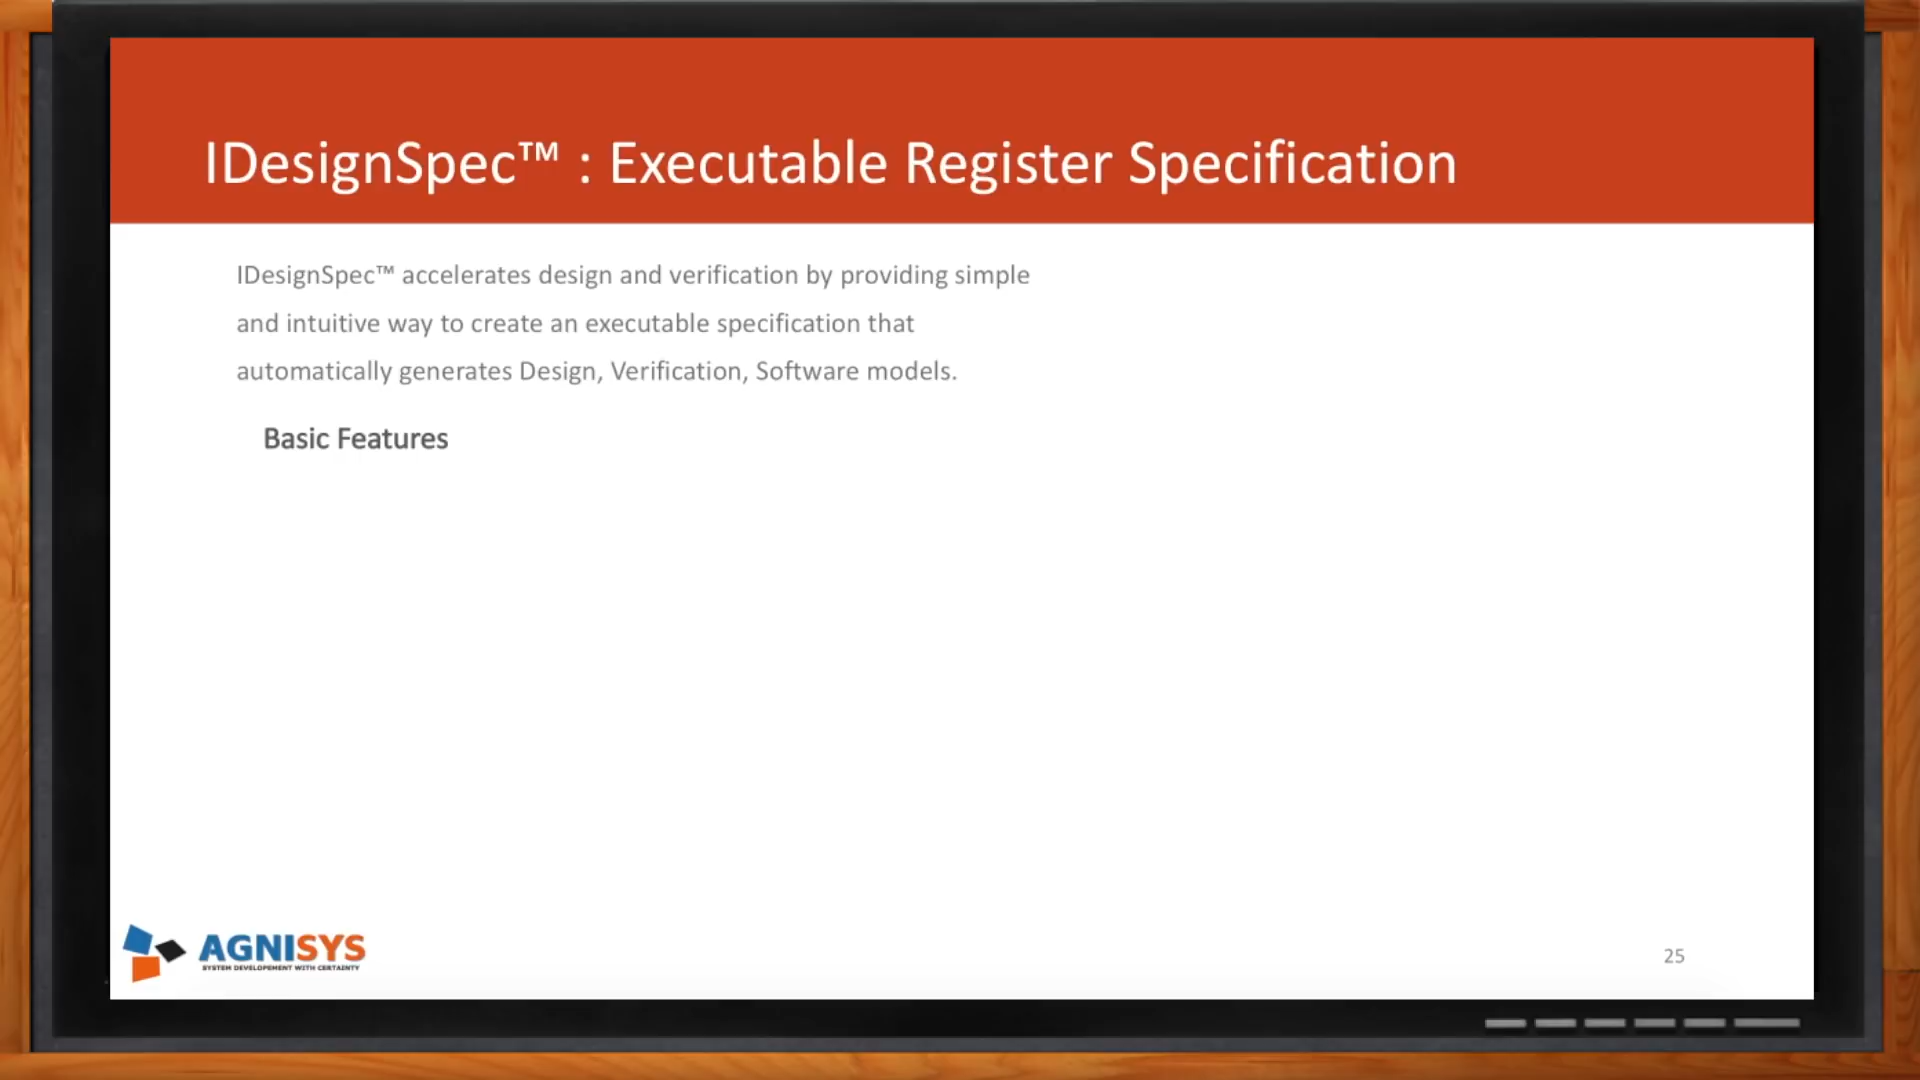 IDesignSpec™ : Executable Register Specification
IDesignSpec™ accelerates design and verification by providing simple
and intuitive way to create an executable specification that
automatically generates Design, Verification, Software models.
Basic Features
AGNISYS
SYSTEM DEVELOPEMENT WITH CERTAINTY
25